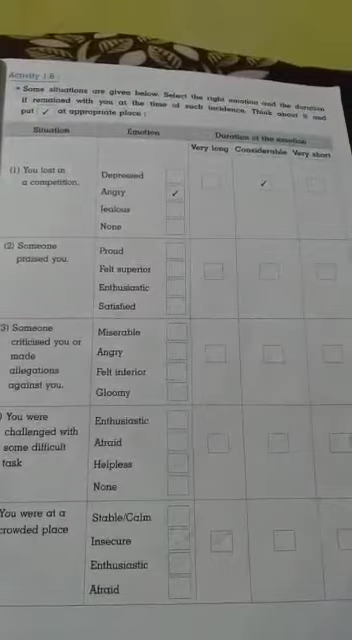 Activity 1.6 :
* Some situations are given below. Select the right emotion and the duration
it remained with you at the time of such incidence. Think about it and
put ✓ at appropriate place :
Situation Emotion Duration of the emotion
Very long Considerable Very short
(1) You lost in
a competition.
Depressed
Angry ✓ ✓
Jealous
None
(2) Someone
praised you.
Proud
Felt superior
Enthusiastic
Satisfied
3) Someone
criticised you or
made
allegations
against you.
Miserable
Angry
Felt inferior
Gloomy
) You were
challenged with
some difficult
task
Enthusiastic
Afraid
Helpless
None
You were at a
crowded place
Stable/Calm
Insecure
Enthusiastic
Afraid